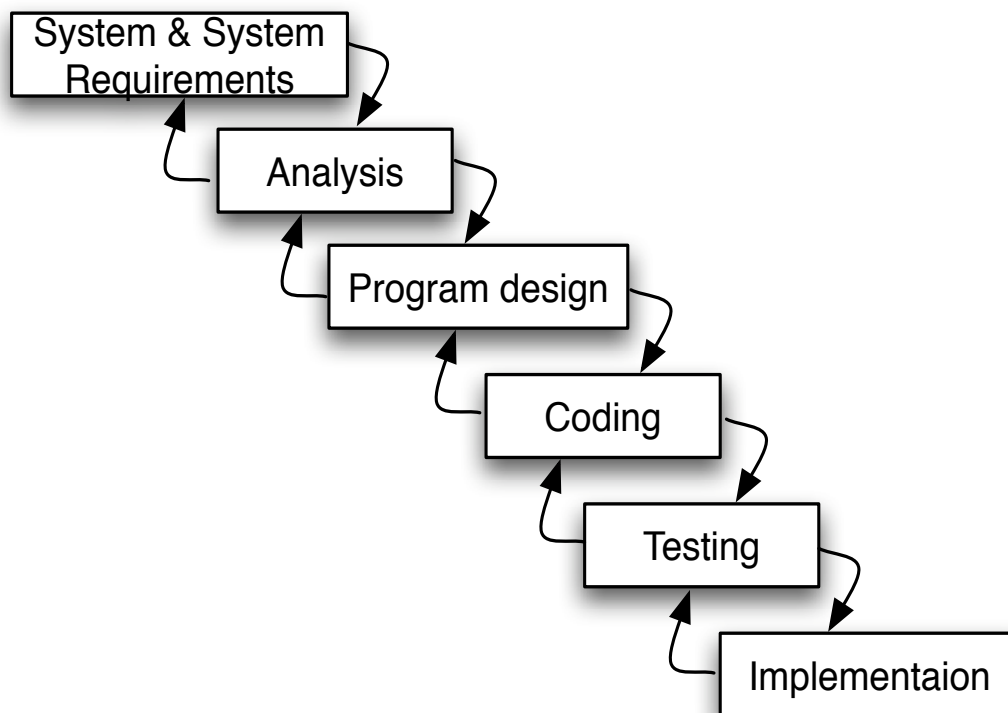 System & System
Requirements
Analysis
Program design
Coding
Testing
Implementaion